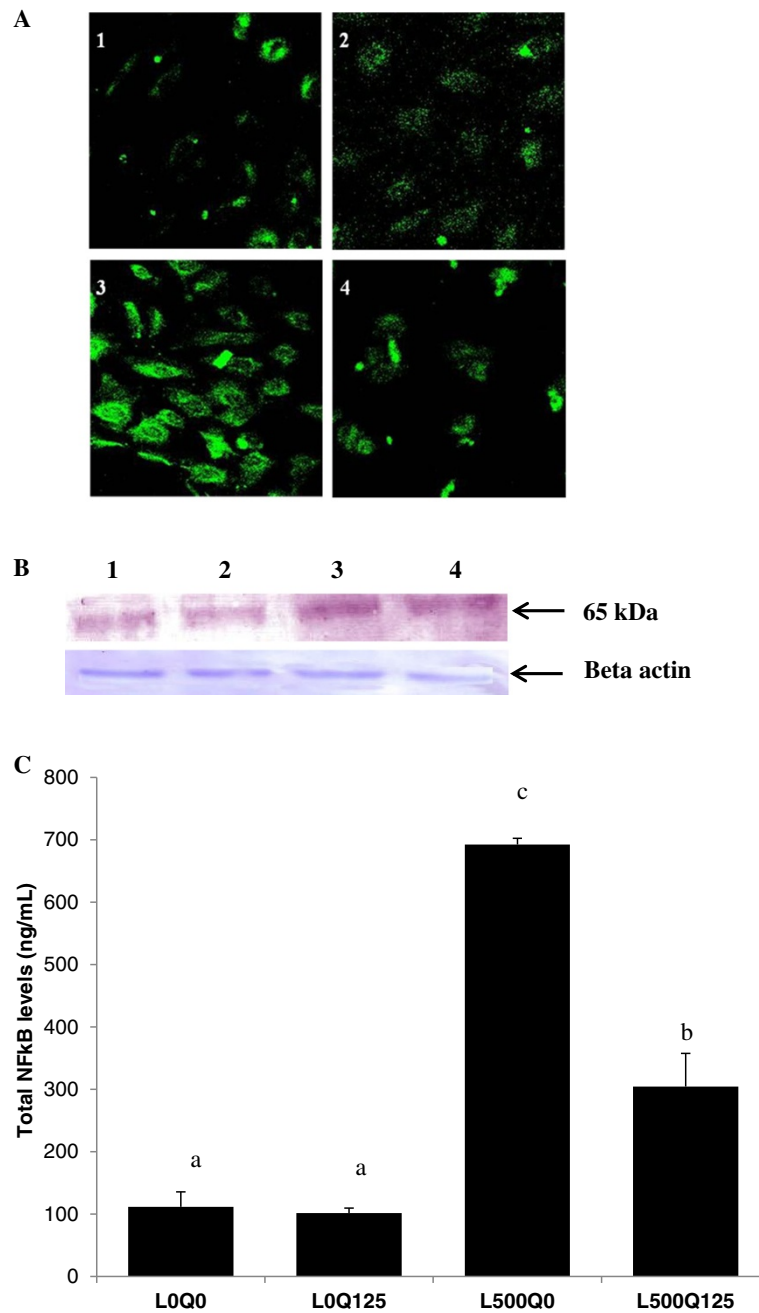 A
1
2
3
4
B
1 2 3 4
65 kDa
Beta actin
C
Total NFkB levels (ng/mL)
800
700
600
500
400
300
200
100
0
a
a
c
b
L0Q0 L0Q125 L500Q0 L500Q125